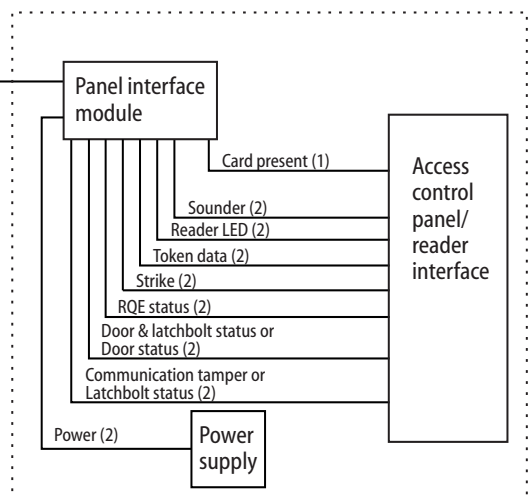 Panel interface
module
Card present (1)
Access
control
panel/
reader
interface
Sounder (2)
Reader LED (2)
Token data (2)
Strike (2)
RQE status (2)
Door & latchbolt status or
Door status (2)
Communication tamper or
Latchbolt status (2)
Power (2)
Power
supply